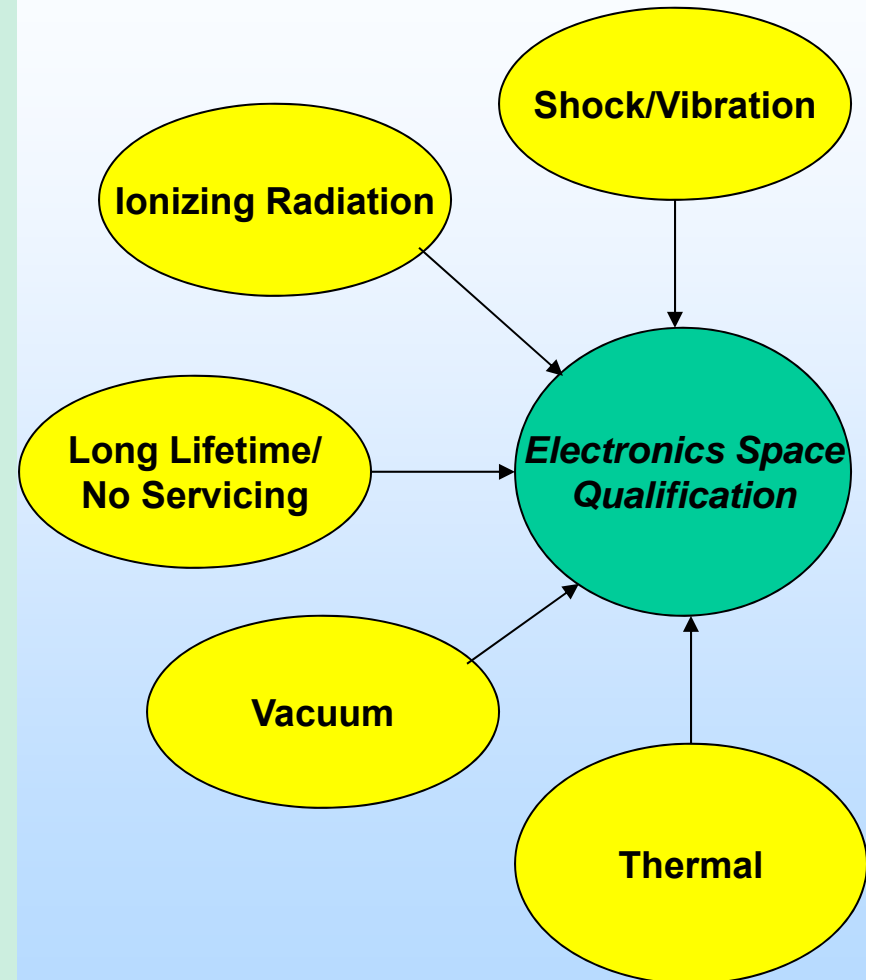 Shock/Vibration
Ionizing Radiation
Long Lifetime/
No Servicing
Electronics Space
Qualification
Vacuum
Thermal